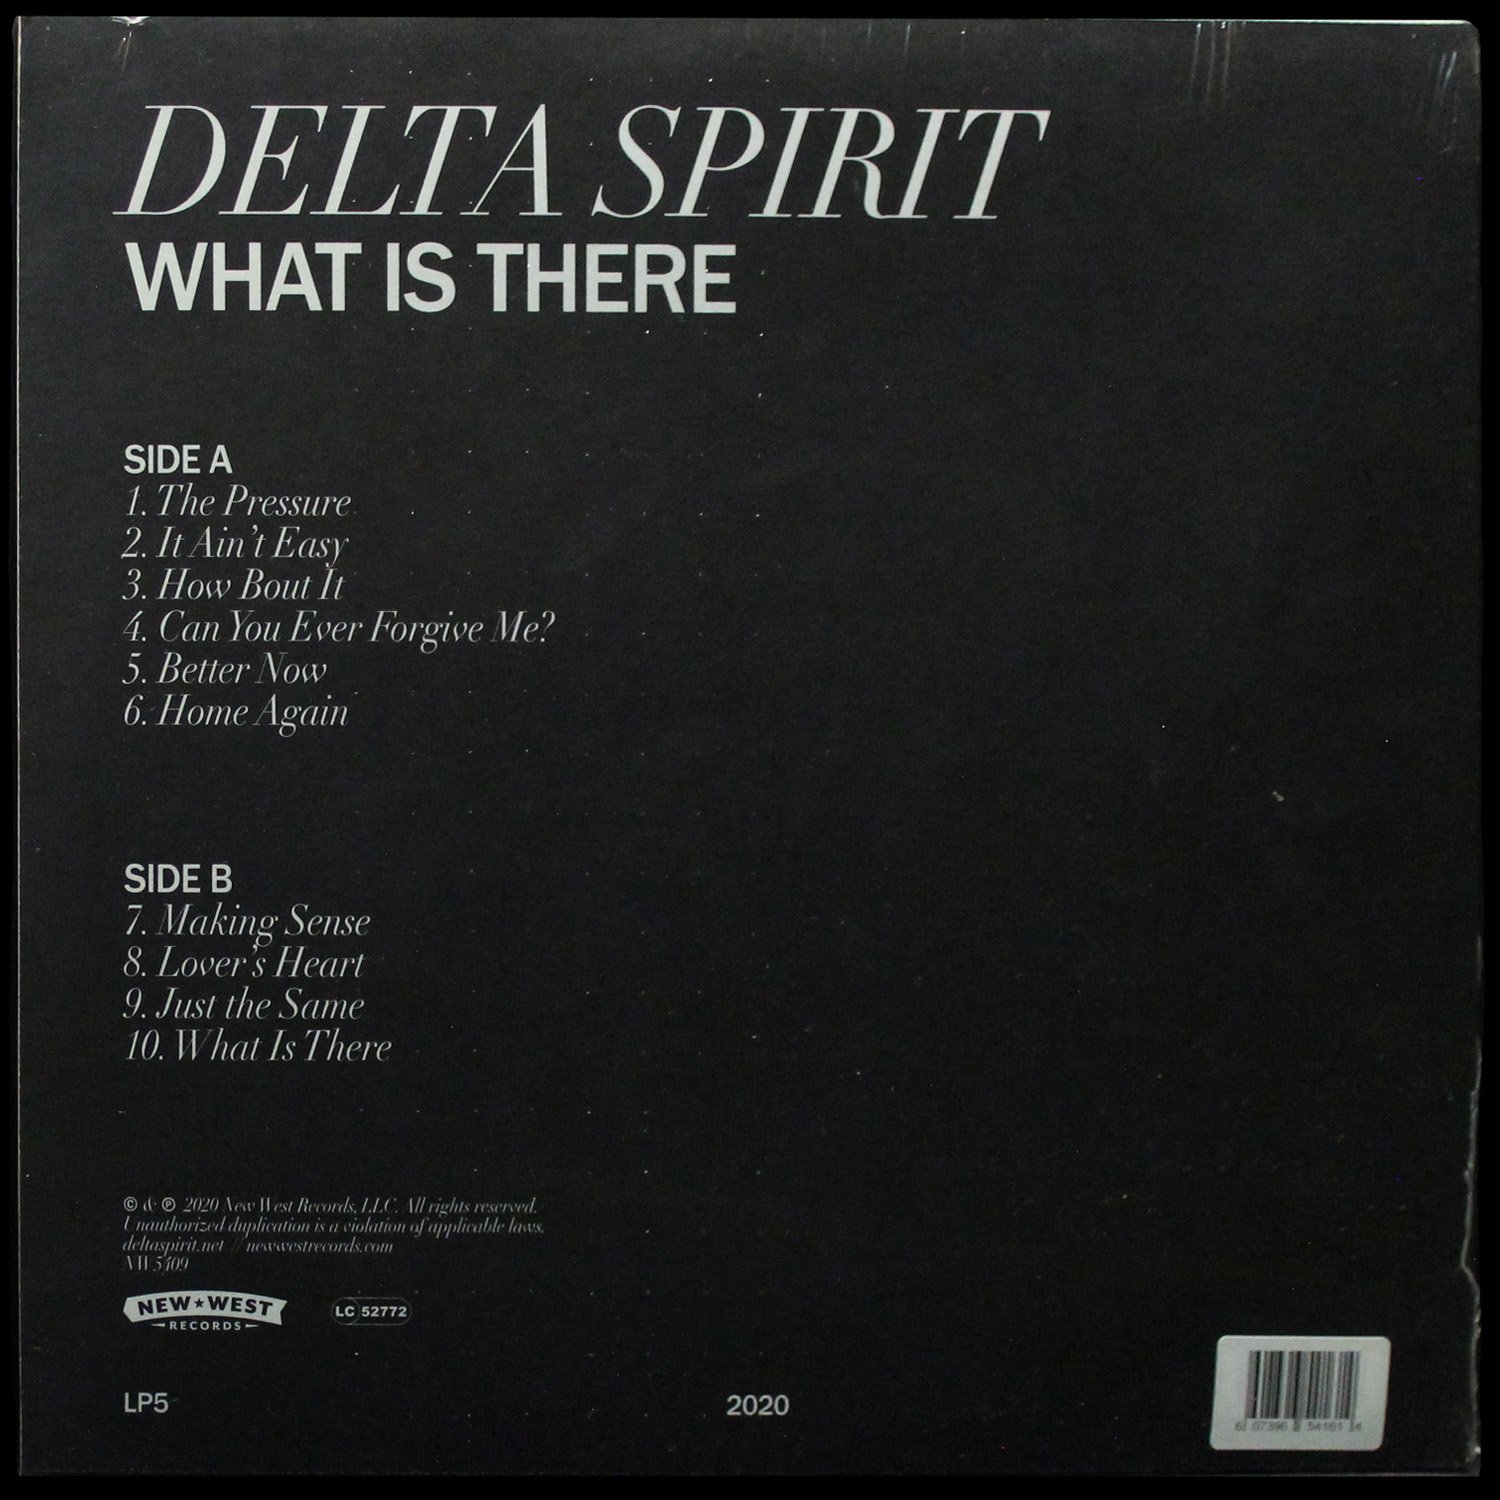 DELTA SPIRIT
WHAT IS THERE
SIDE A
1. The Pressure
2. It Ain't Easy
3. How Bout It
4. Can You Ever Forgive Me?
5. Better Now
6. Home Again
SIDE B
7. Making Sense
8. Lover's Heart
9. Just the Same
10. What Is There
© & ℗ 2020 New West Records, LLC. All rights reserved.
Unauthorized duplication is a violation of applicable laws.
deltaspirit.net // newwestrecords.com
NW5409
NEW★WEST
RECORDS
LC 52772
LP5
2020